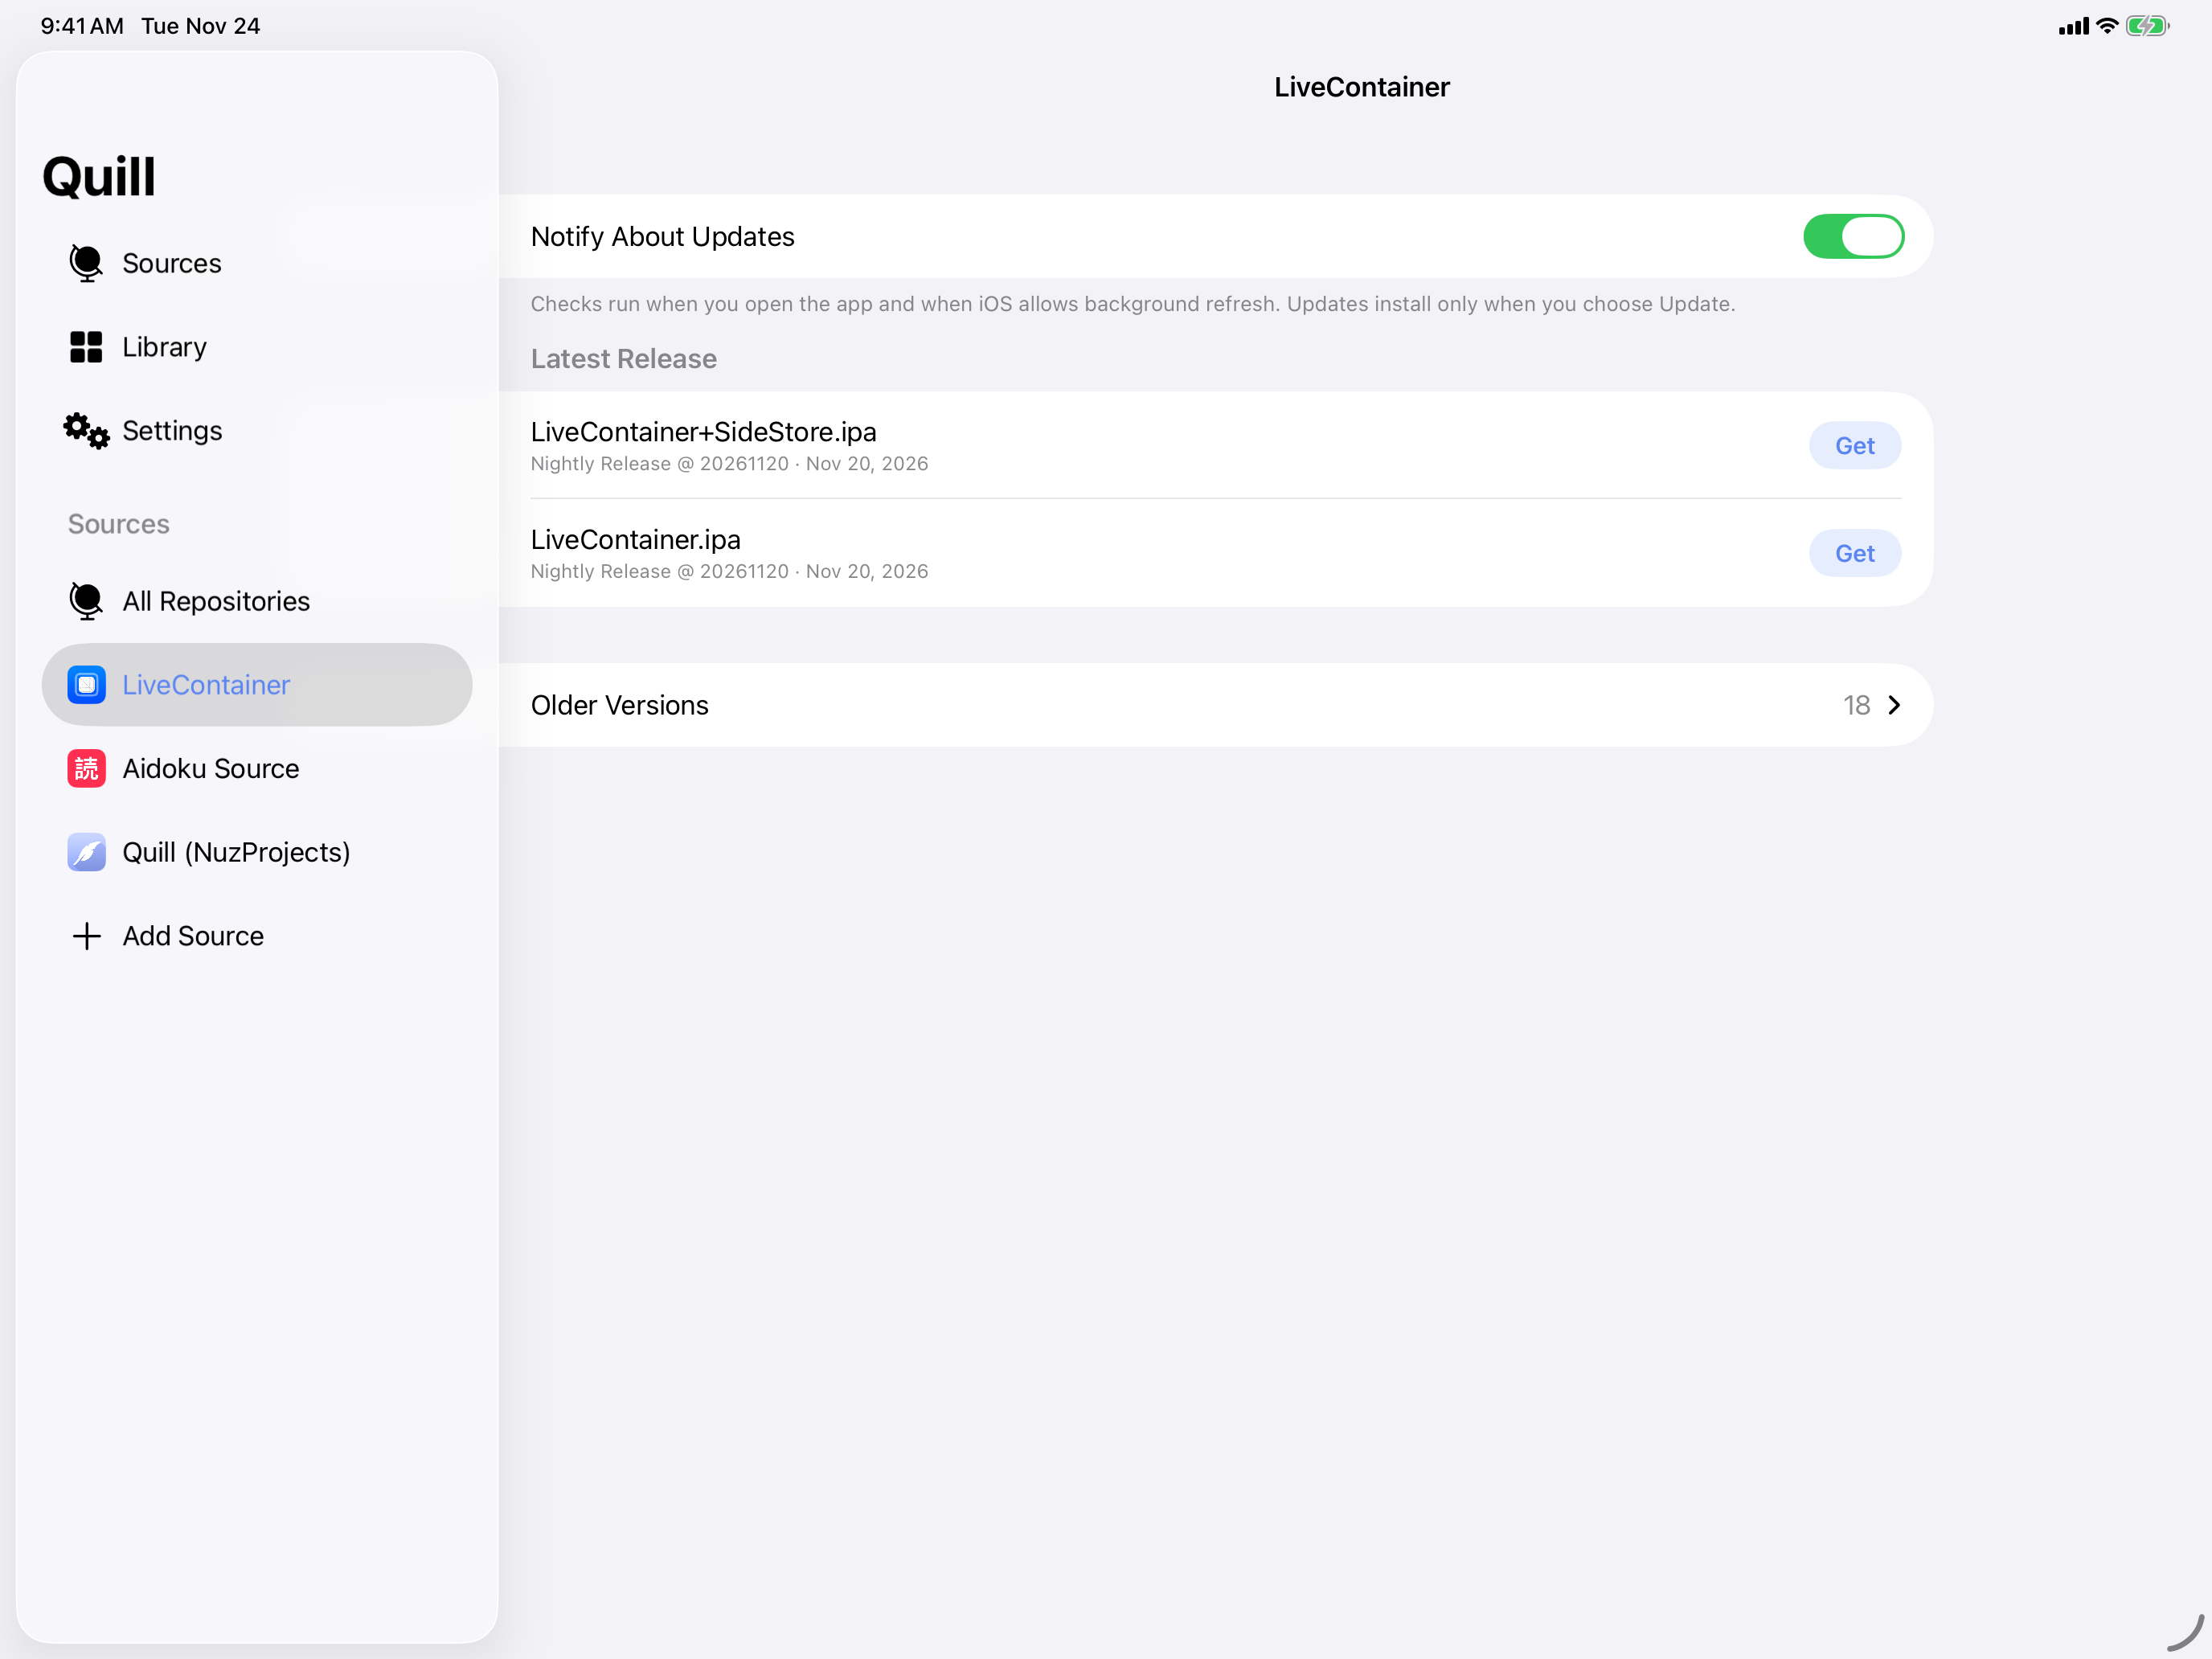 9:41 AM Tue Nov 24
Quill
Sources
Library
Settings
Sources
All Repositories
LiveContainer
読
Aidoku Source
Quill (NuzProjects)
Add Source
LiveContainer
Notify About Updates
Checks run when you open the app and when iOS allows background refresh. Updates install only when you choose Update.
Latest Release
LiveContainer+SideStore.ipa
Get
Nightly Release @ 20261120 · Nov 20, 2026
LiveContainer.ipa
Get
Nightly Release @ 20261120 · Nov 20, 2026
Older Versions 18